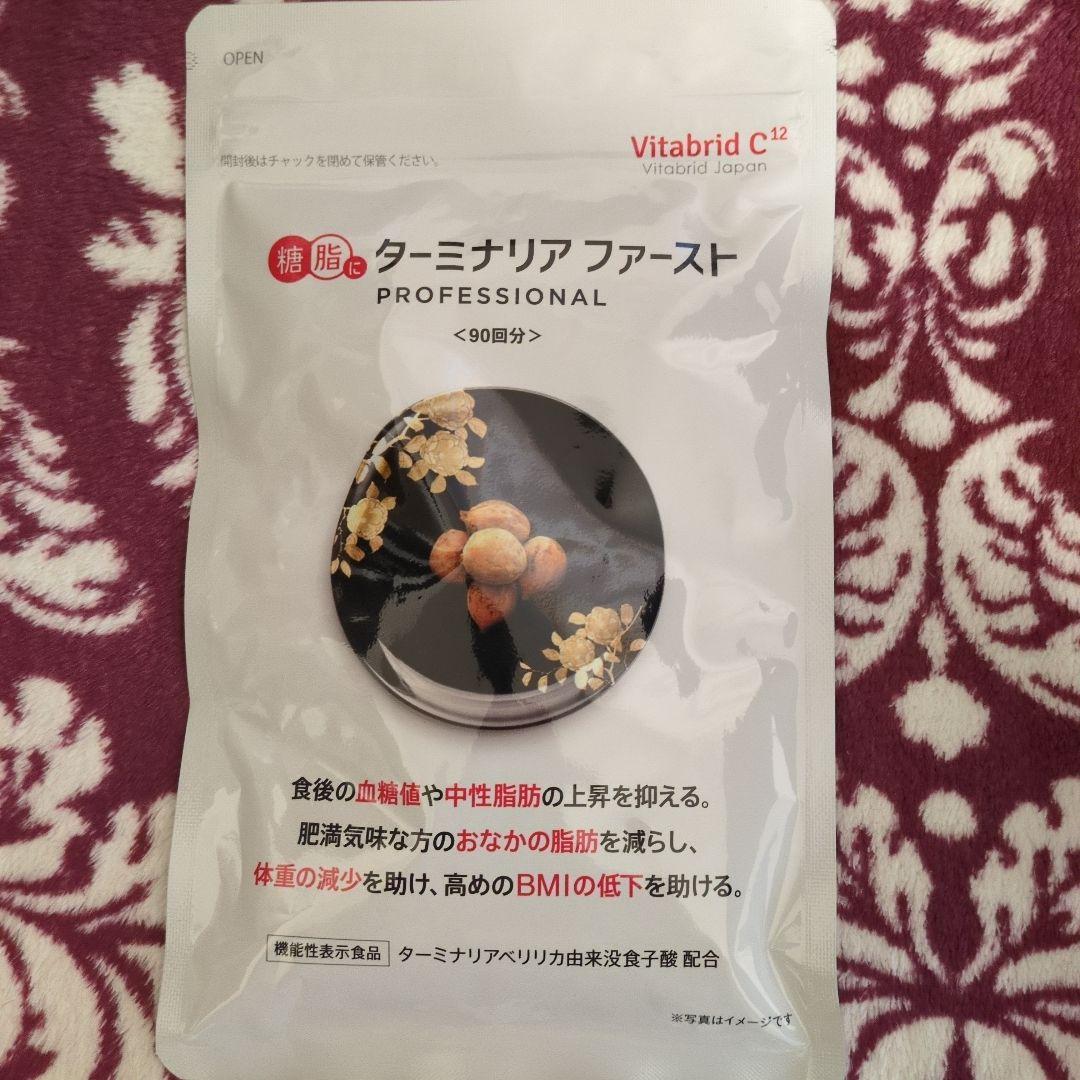 OPEN
開封後はチャックを閉めて保管ください。
Vitabrid C12
Vitabrid Japan
糖脂に ターミナリア ファースト
PROFESSIONAL
＜90回分＞
食後の血糖値や中性脂肪の上昇を抑える。
肥満気味な方のおなかの脂肪を減らし、
体重の減少を助け、高めのBMIの低下を助ける。
機能性表示食品 ターミナリアベリリカ由来没食子酸 配合
※写真はイメージです